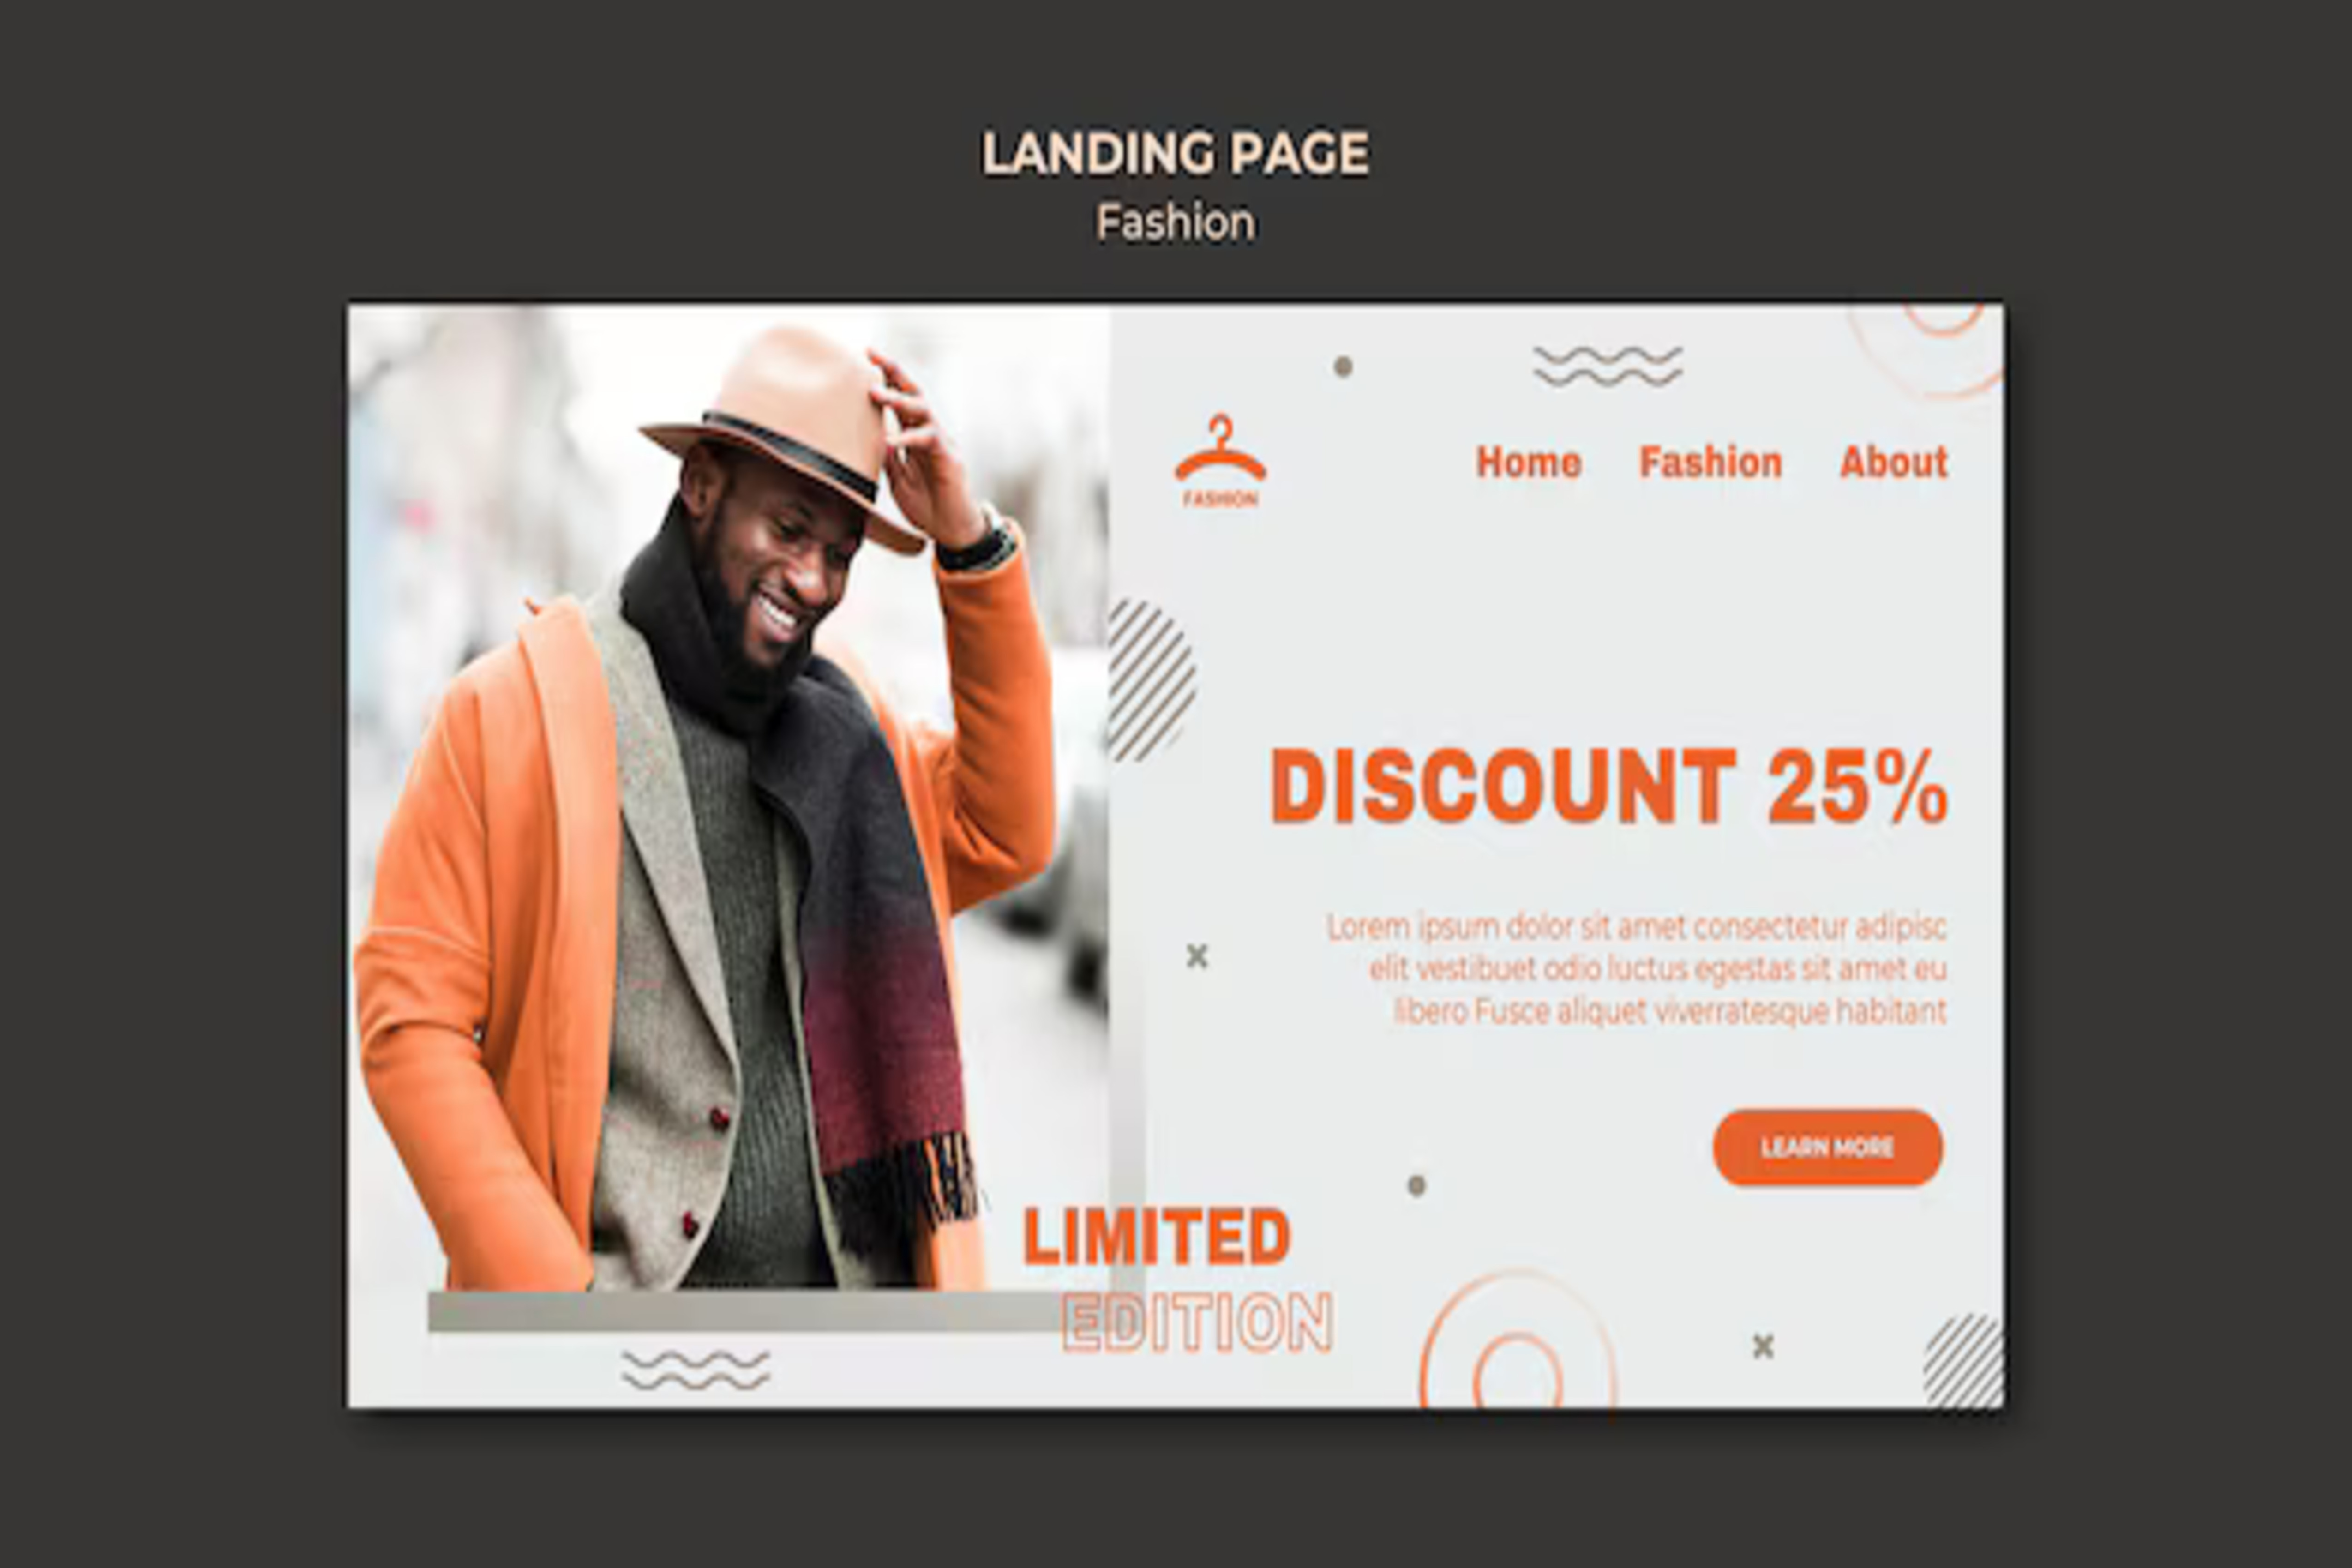 LANDING PAGE
Fashion
FASHION
Home Fashion About
DISCOUNT 25%
Lorem ipsum dolor sit amet consectetur adipisc
elit vestibuet odio luctus egestas sit amet eu
libero Fusce aliquet viverratesque habitant
LEARN MORE
LIMITED
EDITION